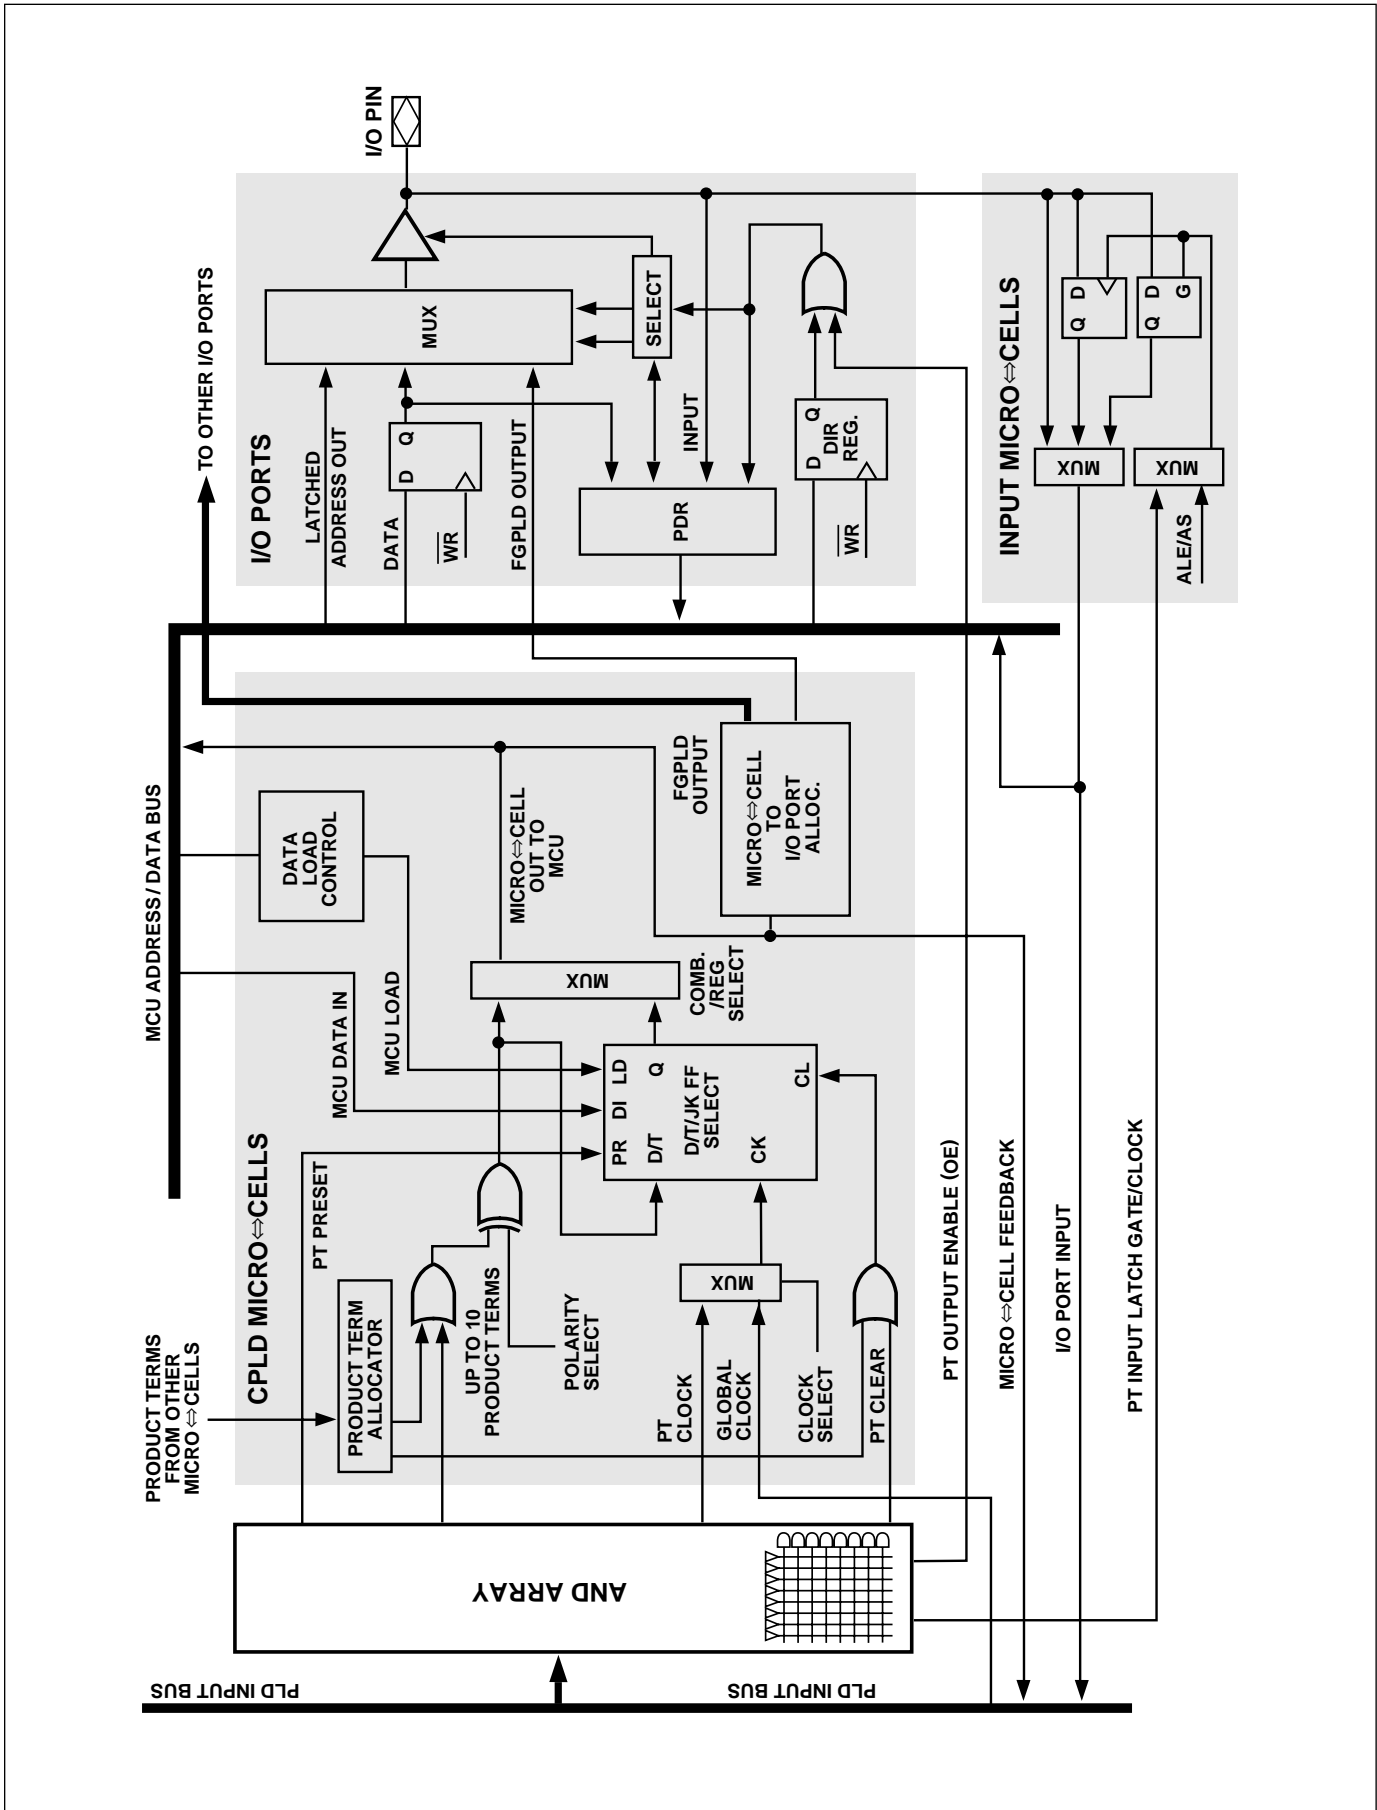 PLD INPUT BUS
PLD INPUT BUS
AND ARRAY
PRODUCT TERMS
FROM OTHER
MICRO⇔CELLS
CPLD MICRO⇔CELLS
PT PRESET
PRODUCT TERM
ALLOCATOR
UP TO 10
PRODUCT TERMS
POLARITY
SELECT
PT
CLOCK
GLOBAL
CLOCK
CLOCK
SELECT
PT CLEAR
MUX
MCU ADDRESS / DATA BUS
MCU DATA IN
MCU LOAD
DATA
LOAD
CONTROL
PR DI LD
D/T Q
D/T/JK FF
SELECT
CK
CL
MUX
COMB.
/REG
SELECT
MICRO⇔CELL
OUT TO
MCU
FGPLD
OUTPUT
MICRO⇔CELL
TO
I/O PORT
ALLOC.
TO OTHER I/O PORTS
I/O PORTS
LATCHED
ADDRESS OUT
DATA
D Q
WR
FGPLD OUTPUT
MUX
I/O PIN
SELECT
INPUT
PDR
D Q
DIR
REG.
WR
INPUT MICRO⇔CELLS
Q D
Q D
G
MUX
MUX
ALE/AS
PT OUTPUT ENABLE (OE)
MICRO⇔CELL FEEDBACK
I/O PORT INPUT
PT INPUT LATCH GATE/CLOCK